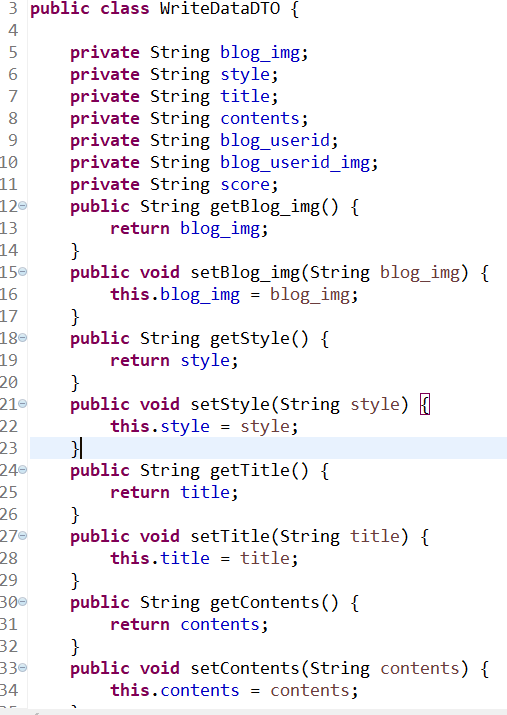 3 public class WriteDataDTO {
4
5 private String blog_img;
6 private String style;
7 private String title;
8 private String contents;
9 private String blog_userid;
10 private String blog_userid_img;
11 private String score;
12 public String getBlog_img() {
13 return blog_img;
14 }
15 public void setBlog_img(String blog_img) {
16 this.blog_img = blog_img;
17 }
18 public String getStyle() {
19 return style;
20 }
21 public void setStyle(String style) {
22 this.style = style;
23 }
24 public String getTitle() {
25 return title;
26 }
27 public void setTitle(String title) {
28 this.title = title;
29 }
30 public String getContents() {
31 return contents;
32 }
33 public void setContents(String contents) {
34 this.contents = contents;